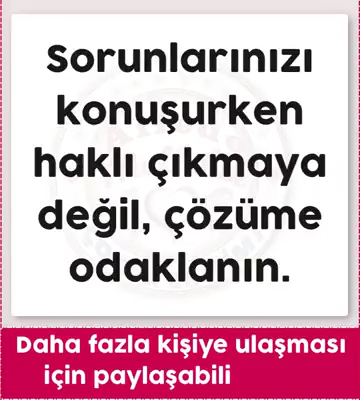 Sorunlarınızı
konuşurken
haklı çıkmaya
değil, çözüme
odaklanın.
Daha fazla kişiye ulaşması
için paylaşabili